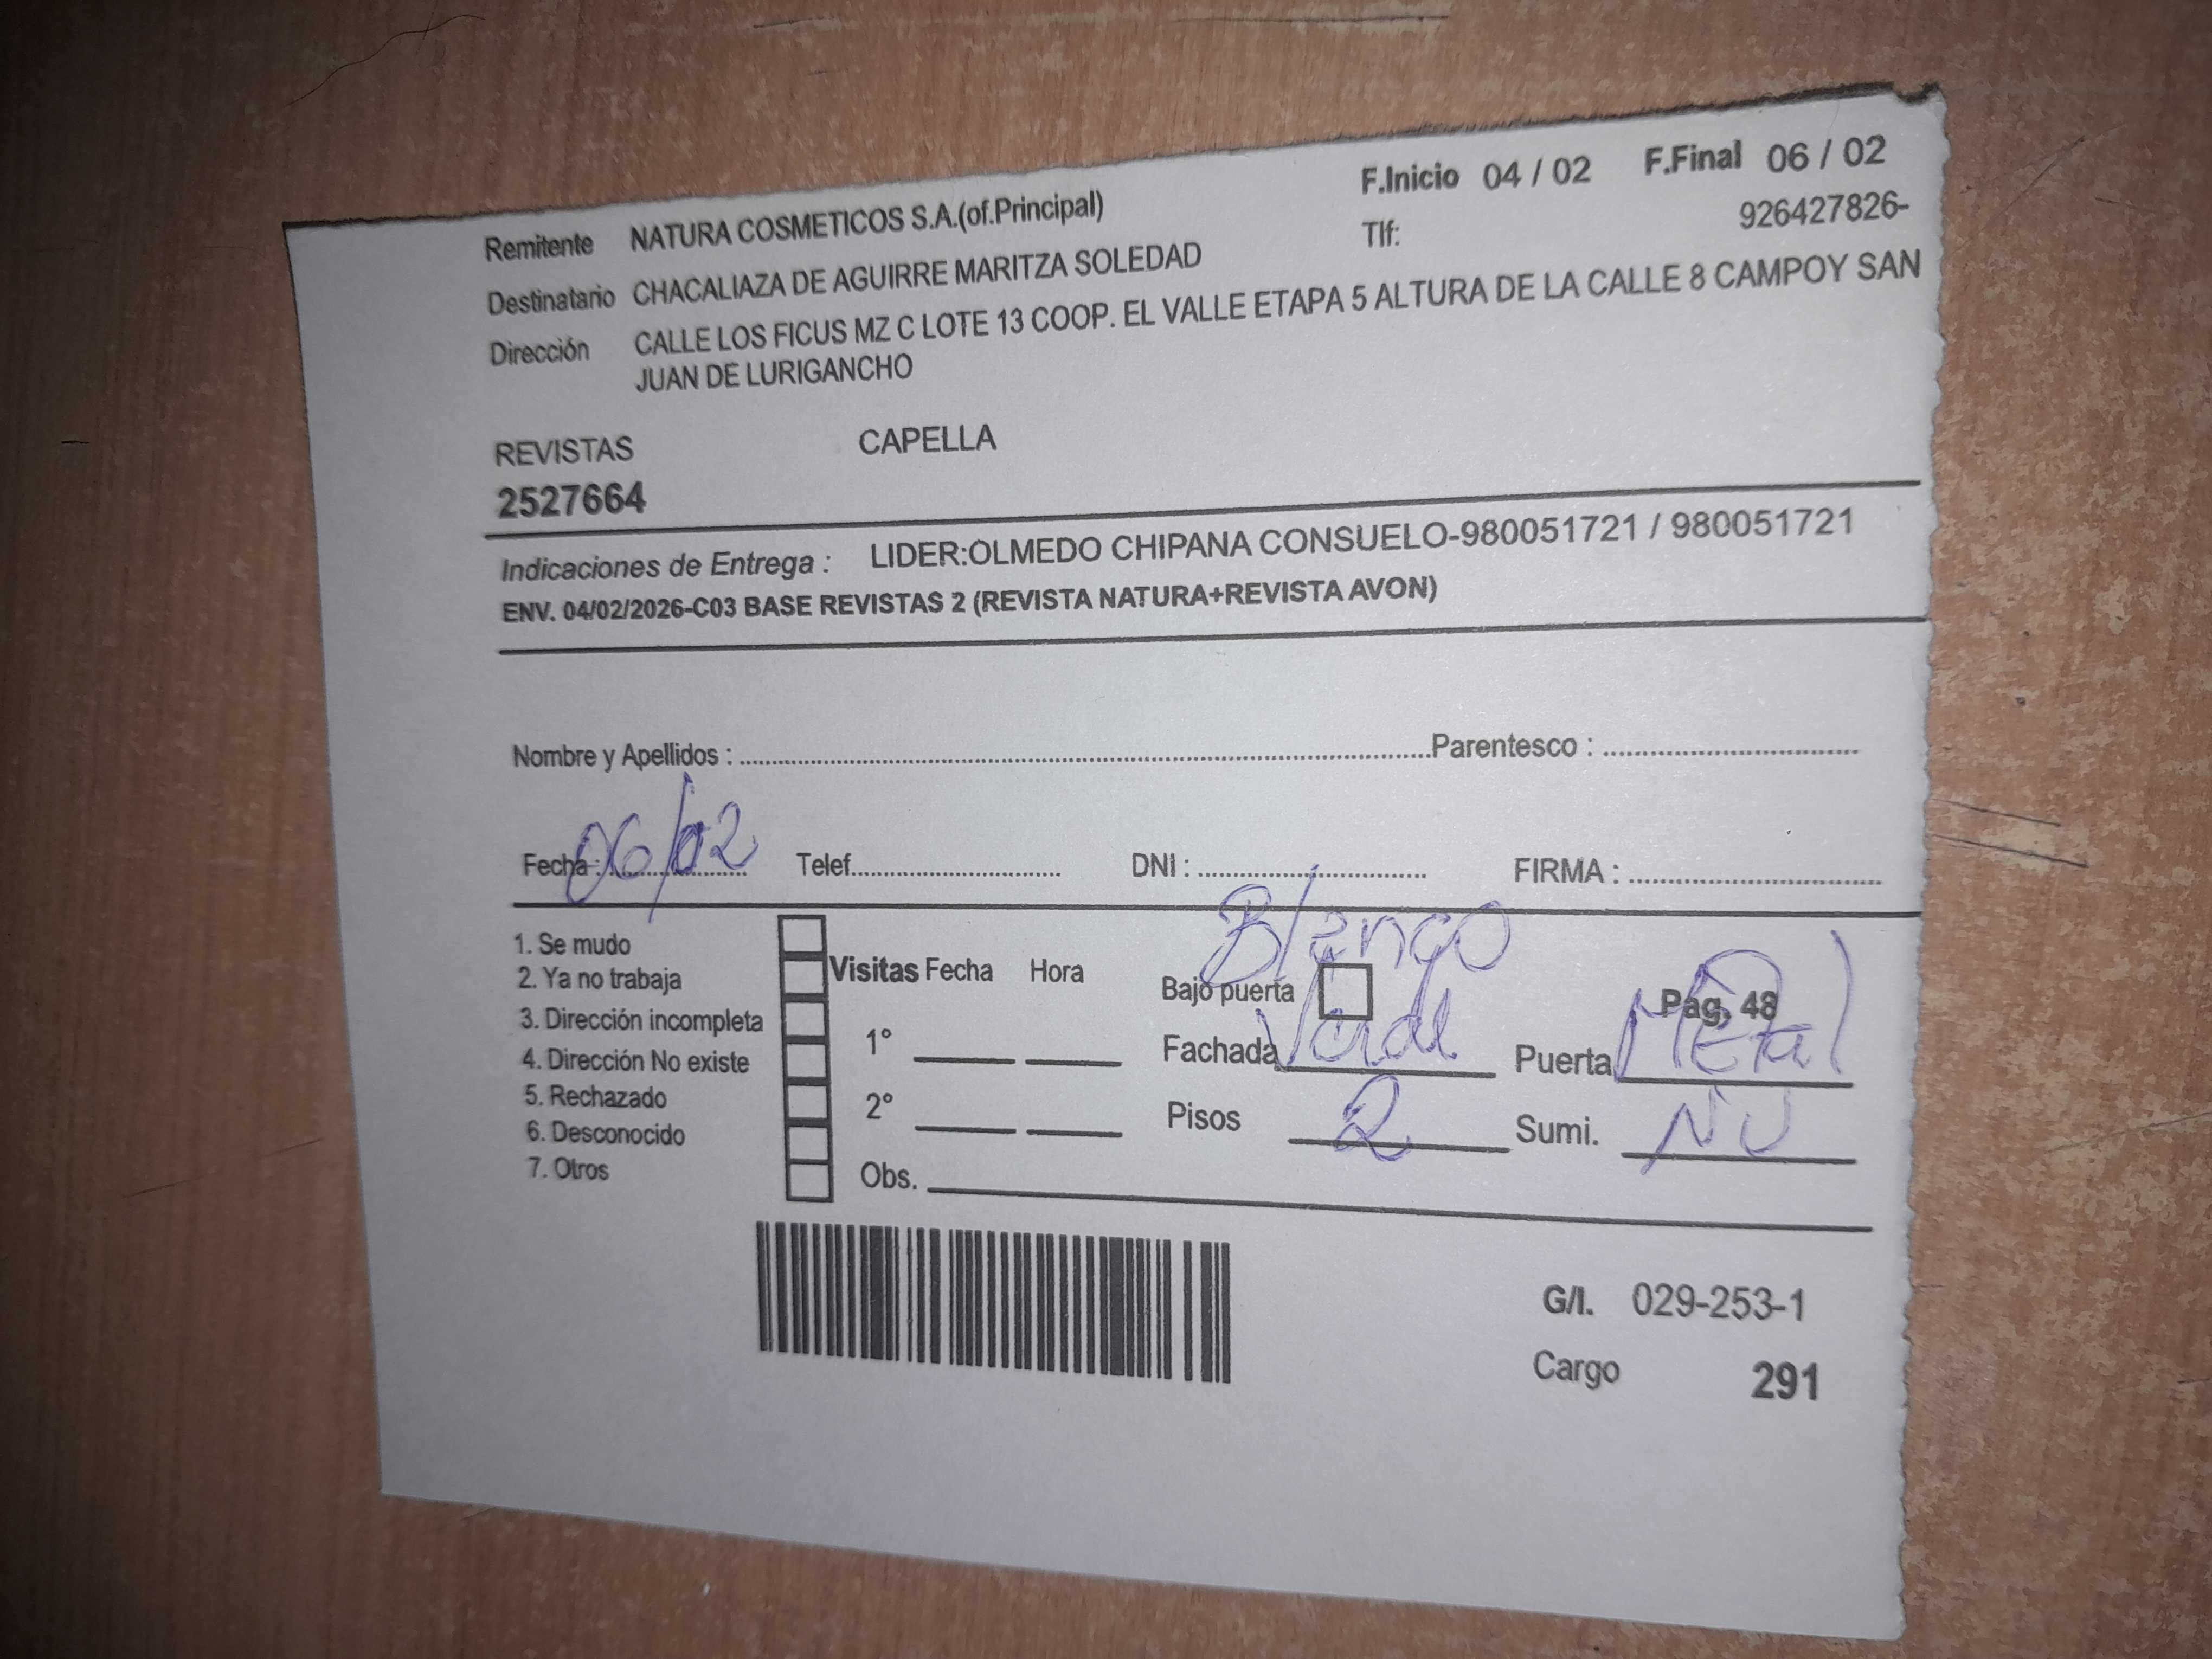 F.Inicio 04 / 02 F.Final 06 / 02
Remitente NATURA COSMETICOS S.A.(of.Principal) Tlf: 926427826-
Destinatario CHACALIAZA DE AGUIRRE MARITZA SOLEDAD
Dirección CALLE LOS FICUS MZ C LOTE 13 COOP. EL VALLE ETAPA 5 ALTURA DE LA CALLE 8 CAMPOY SAN
JUAN DE LURIGANCHO
REVISTAS CAPELLA
2527664
Indicaciones de Entrega : LIDER:OLMEDO CHIPANA CONSUELO-980051721 / 980051721
ENV. 04/02/2026-C03 BASE REVISTAS 2 (REVISTA NATURA+REVISTA AVON)
Nombre y Apellidos : Parentesco :
Fecha : 06/02 Telef. DNI : FIRMA :
Blanco
1. Se mudo
2. Ya no trabaja
3. Dirección incompleta
4. Dirección No existe
5. Rechazado
6. Desconocido
7. Otros
Visitas Fecha Hora
1°
2°
Obs.
Bajo puerta Pag. 48
Fachada Verde Puerta Metal
Pisos 2 Sumi.
G/I. 029-253-1
Cargo 291